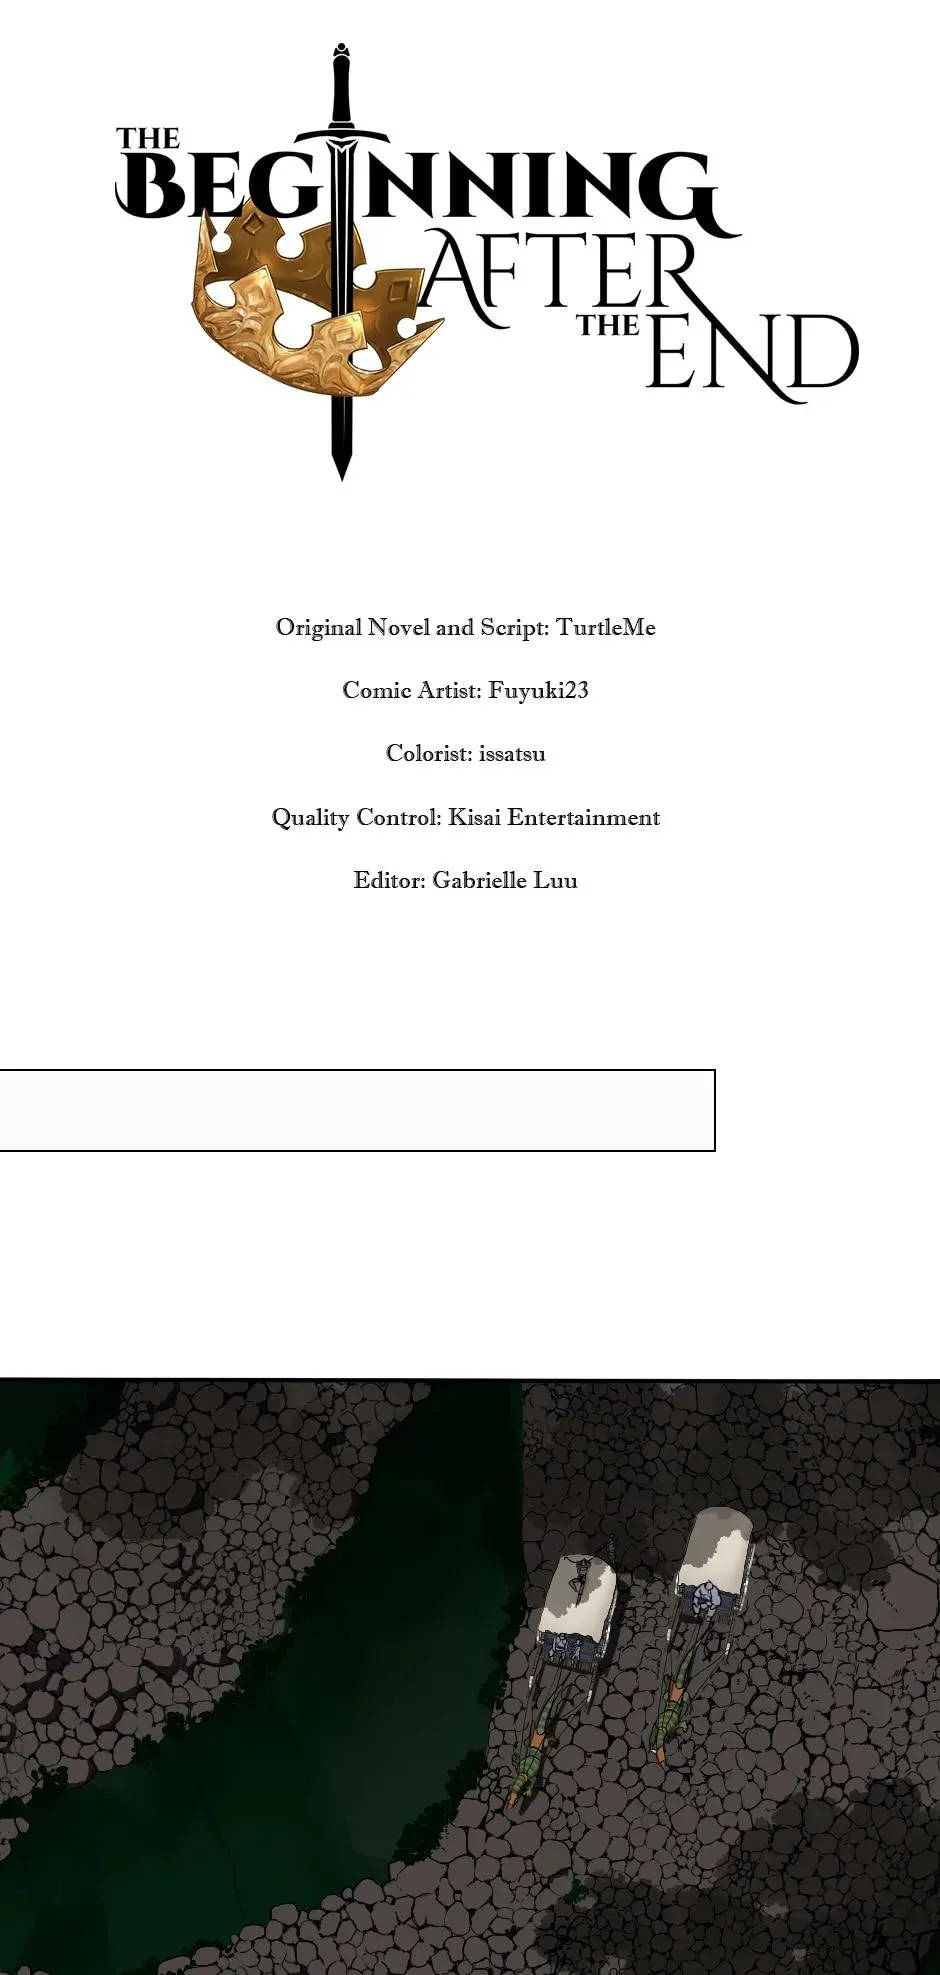 THE
BEGINNING
AFTER
THE END
Original Novel and Script: TurtleMe
Comic Artist: Fuyuki23
Colorist: issatsu
Quality Control: Kisai Entertainment
Editor: Gabrielle Luu